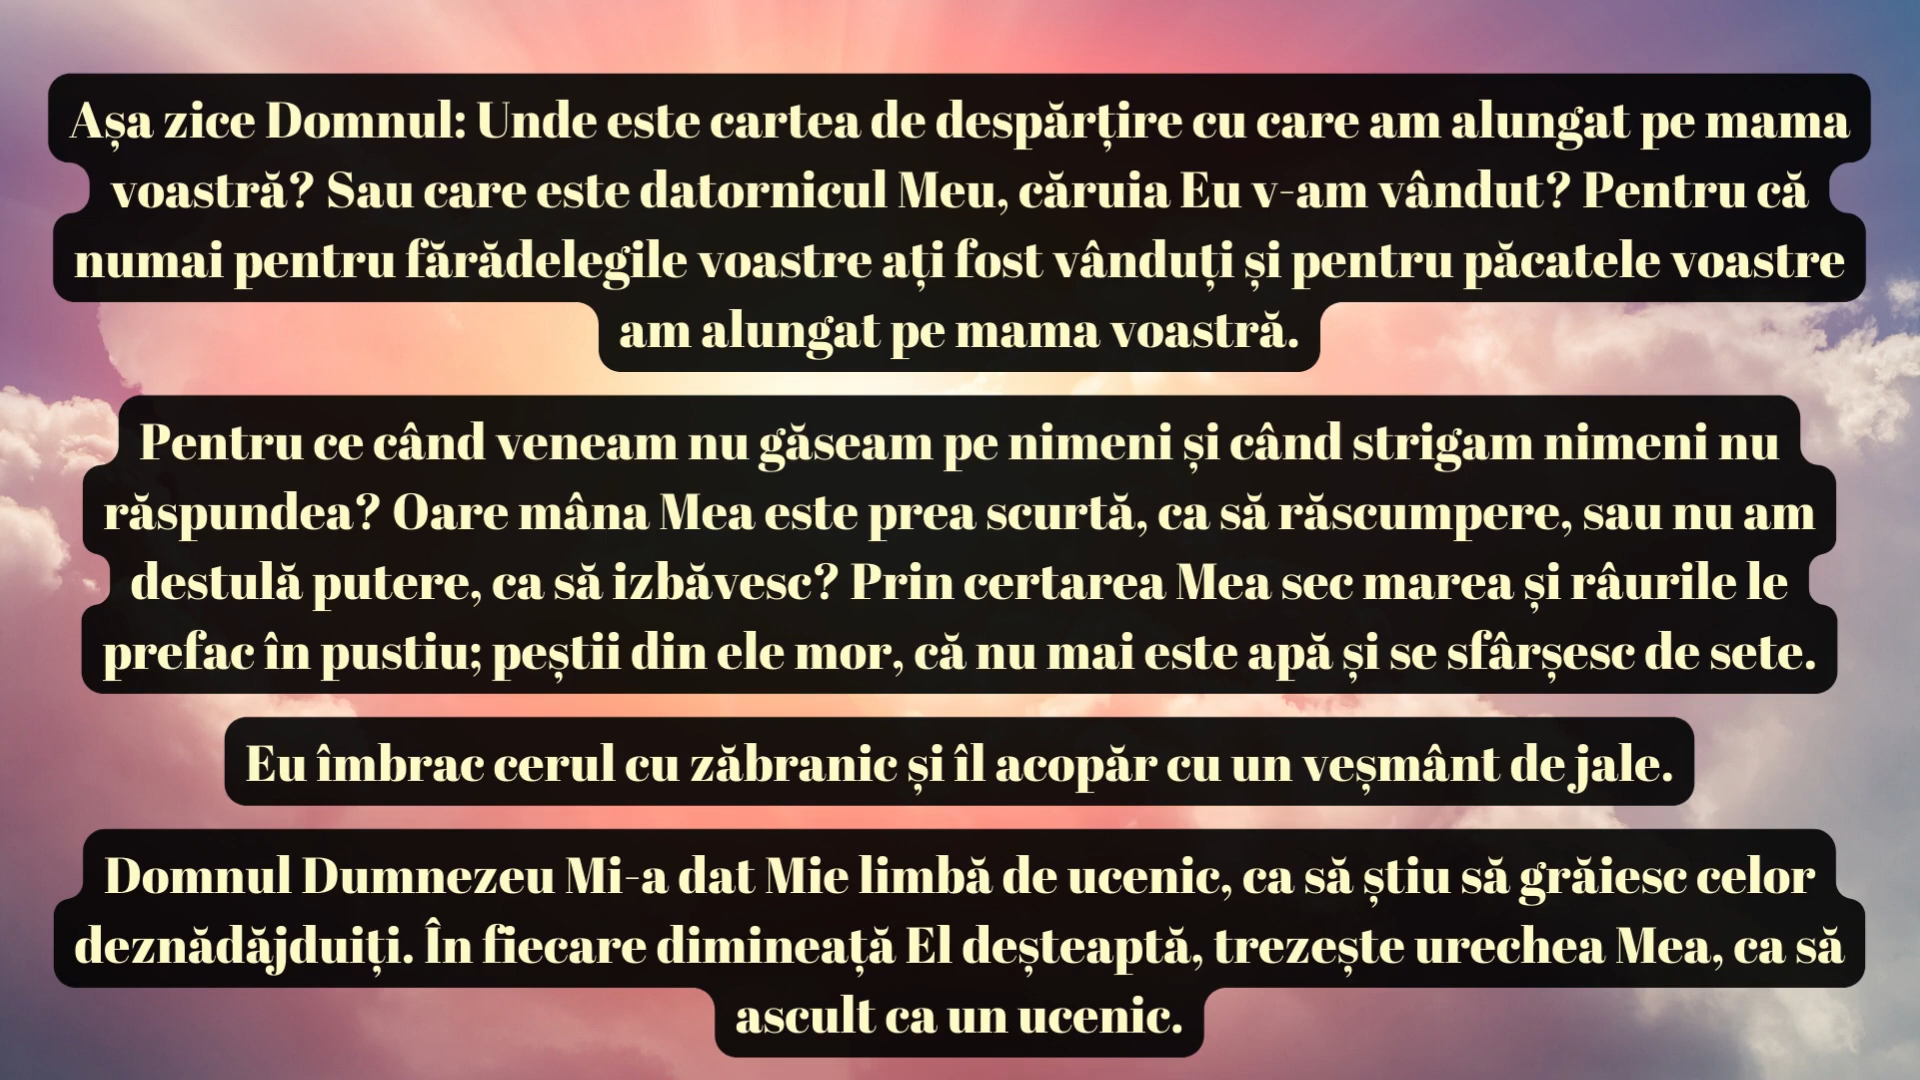 Așa zice Domnul: Unde este cartea de despărțire cu care am alungat pe mama
voastră? Sau care este datornicul Meu, căruia Eu v-am vândut? Pentru că
numai pentru fărădelegile voastre ați fost vânduți și pentru păcatele voastre
am alungat pe mama voastră.
Pentru ce când veneam nu găseam pe nimeni și când strigam nimeni nu
răspundea? Oare mâna Mea este prea scurtă, ca să răscumpere, sau nu am
destulă putere, ca să izbăvesc? Prin certarea Mea sec marea și râurile le
prefac în pustiu; peștii din ele mor, că nu mai este apă și se sfârșesc de sete.
Eu îmbrac cerul cu zăbranic și îl acopăr cu un veșmânt de jale.
Domnul Dumnezeu Mi-a dat Mie limbă de ucenic, ca să știu să grăiesc celor
deznădăjduiți. În fiecare dimineață El deșteaptă, trezește urechea Mea, ca să
ascult ca un ucenic.